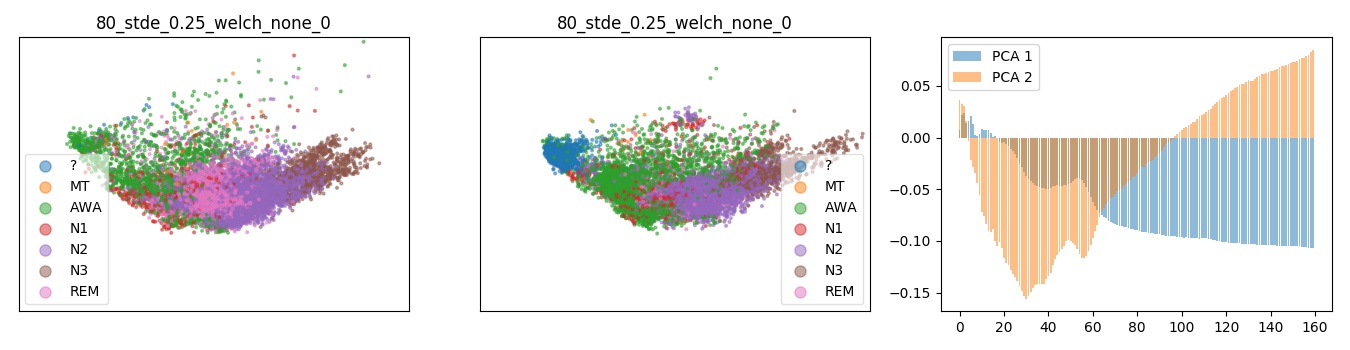 80_stde_0.25_welch_none_0
?
MT
AWA
N1
N2
N3
REM
80_stde_0.25_welch_none_0
?
MT
AWA
N1
N2
N3
REM
PCA 1
PCA 2
0.05
0.00
−0.05
−0.10
−0.15
0 20 40 60 80 100 120 140 160